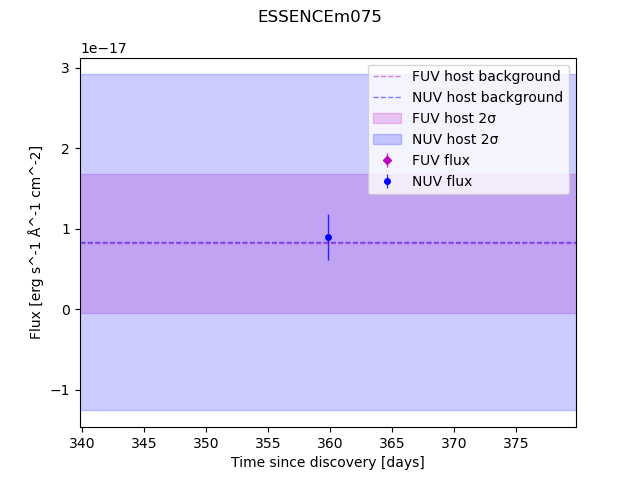 ESSENCEm075
1e−17
FUV host background
NUV host background
FUV host 2σ
NUV host 2σ
FUV flux
NUV flux
3
2
1
0
−1
Flux [erg s^-1 Å^-1 cm^-2]
340 345 350 355 360 365 370 375
Time since discovery [days]